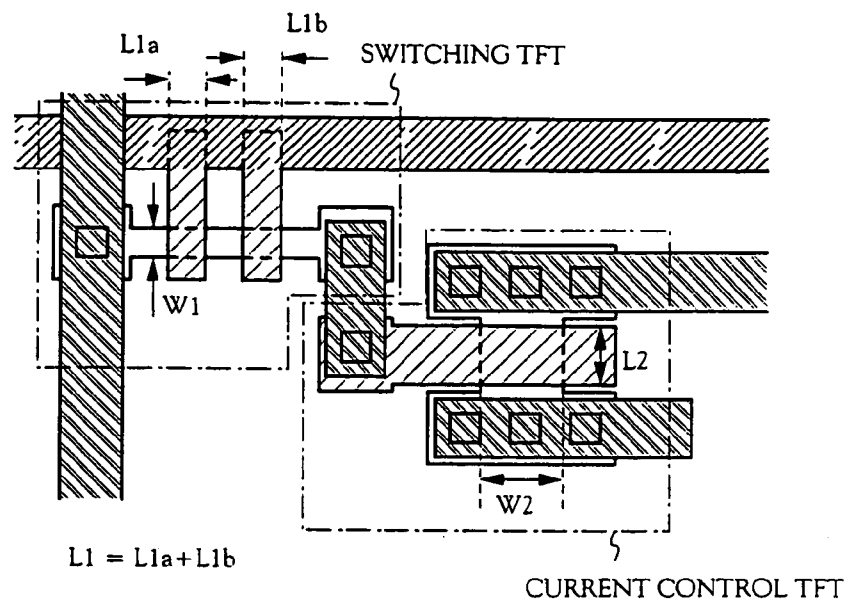 L1a
L1b
SWITCHING TFT
W1
L2
W2
L1 = L1a+L1b
CURRENT CONTROL TFT